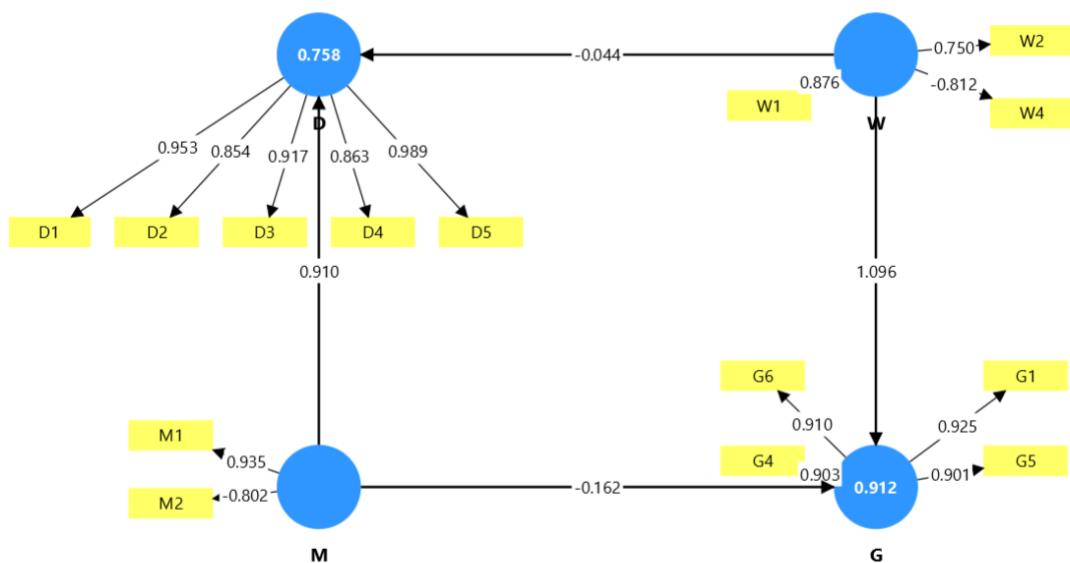 0.758
-0.044
0.750
W2
0.876
-0.812
W1
W4
D
W
0.953
0.854
0.917
0.863
0.989
D1
D2
D3
D4
D5
0.910
1.096
G6
G1
0.910
0.925
M1
0.935
G4
0.903
0.901
G5
M2
-0.802
-0.162
0.912
M
G